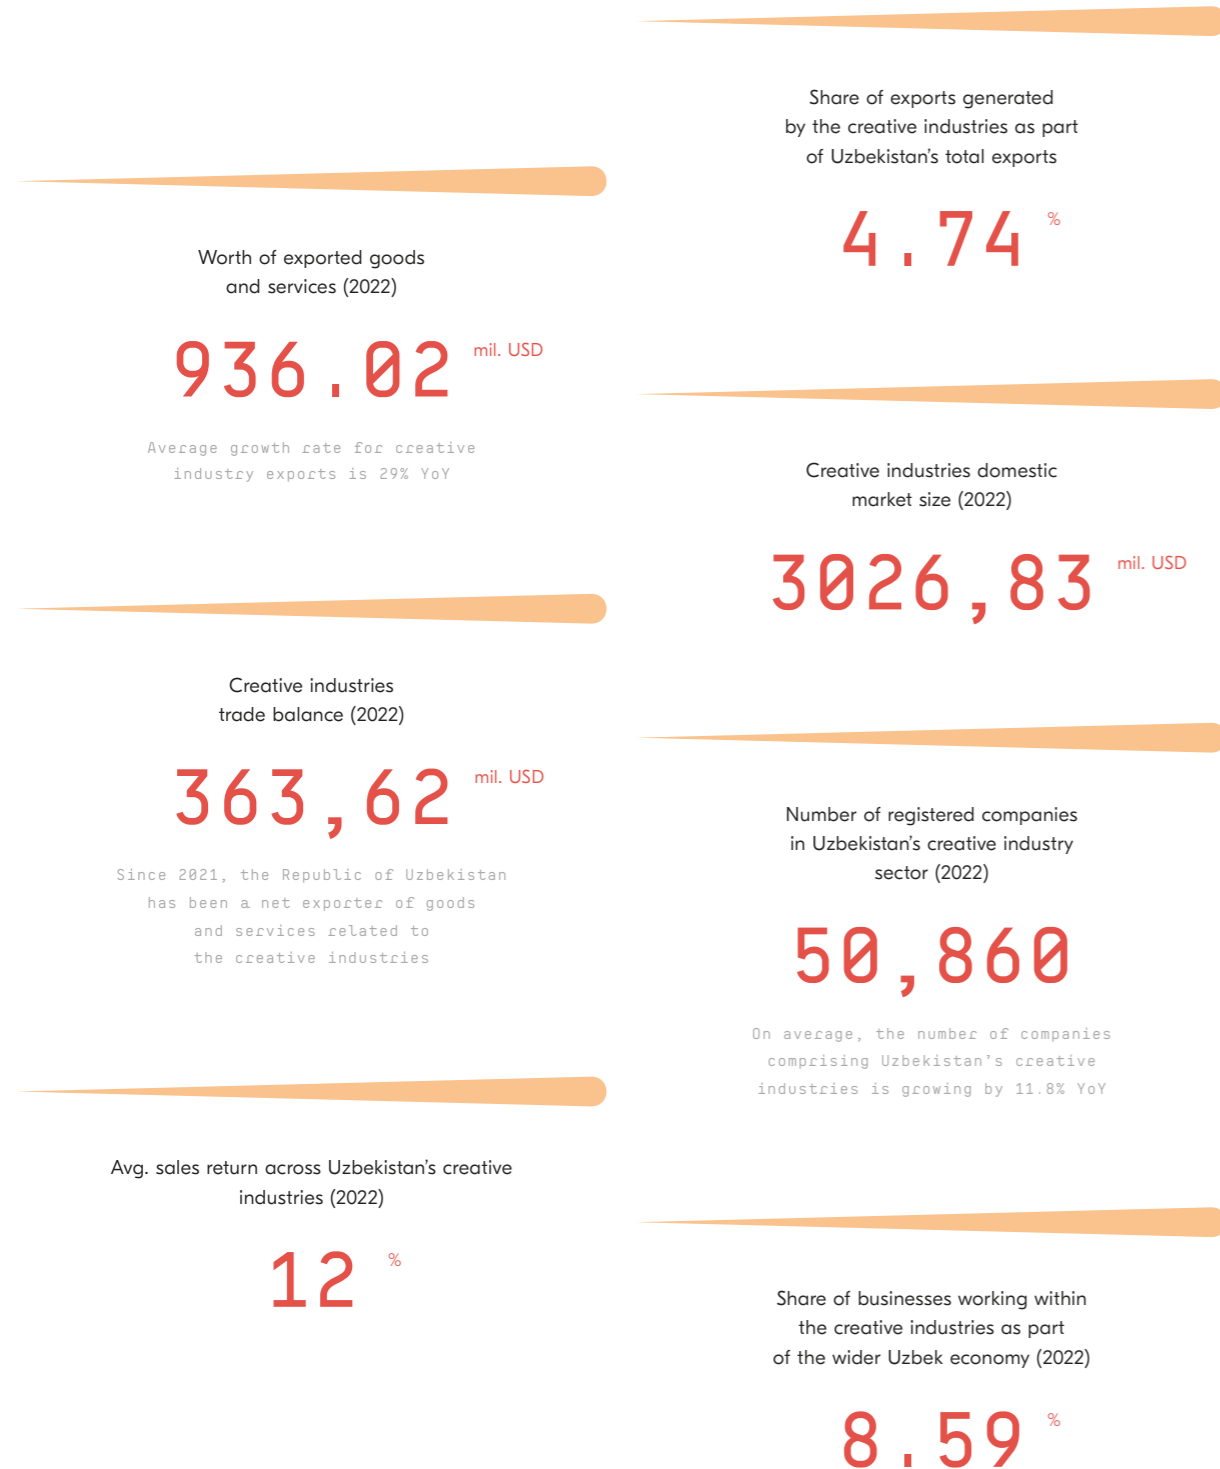 Worth of exported goods
and services (2022)
936.02 mil. USD
Average growth rate for creative
industry exports is 29% YoY
Creative industries
trade balance (2022)
363,62 mil. USD
Since 2021, the Republic of Uzbekistan
has been a net exporter of goods
and services related to
the creative industries
Avg. sales return across Uzbekistan's creative
industries (2022)
12 %
Share of exports generated
by the creative industries as part
of Uzbekistan's total exports
4.74 %
Creative industries domestic
market size (2022)
3026,83 mil. USD
Number of registered companies
in Uzbekistan's creative industry
sector (2022)
50,860
On average, the number of companies
comprising Uzbekistan's creative
industries is growing by 11.8% YoY
Share of businesses working within
the creative industries as part
of the wider Uzbek economy (2022)
8.59 %